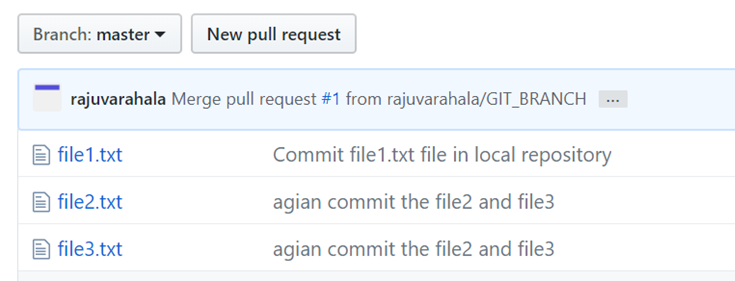 Branch: master New pull request
rajuvarahala Merge pull request #1 from rajuvarahala/GIT_BRANCH ...
file1.txt Commit file1.txt file in local repository
file2.txt agian commit the file2 and file3
file3.txt agian commit the file2 and file3